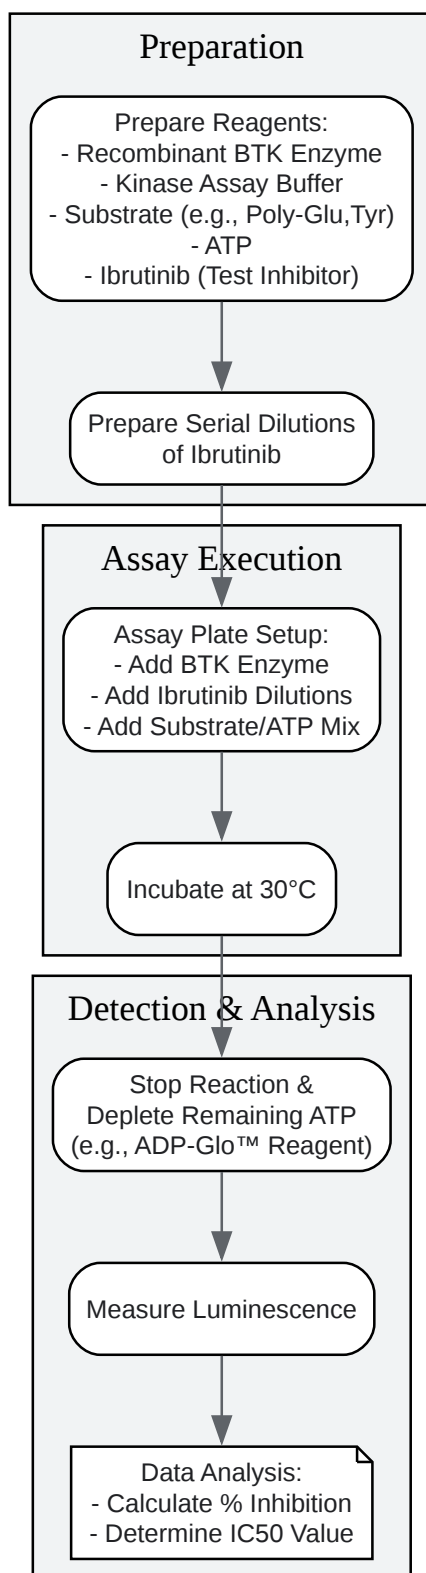 Preparation
Prepare Reagents:
- Recombinant BTK Enzyme
- Kinase Assay Buffer
- Substrate (e.g., Poly-Glu,Tyr)
- ATP
- Ibrutinib (Test Inhibitor)
Prepare Serial Dilutions
of Ibrutinib
Assay Execution
Assay Plate Setup:
- Add BTK Enzyme
- Add Ibrutinib Dilutions
- Add Substrate/ATP Mix
Incubate at 30°C
Detection & Analysis
Stop Reaction &
Deplete Remaining ATP
(e.g., ADP-Glo™ Reagent)
Measure Luminescence
Data Analysis:
- Calculate % Inhibition
- Determine IC50 Value